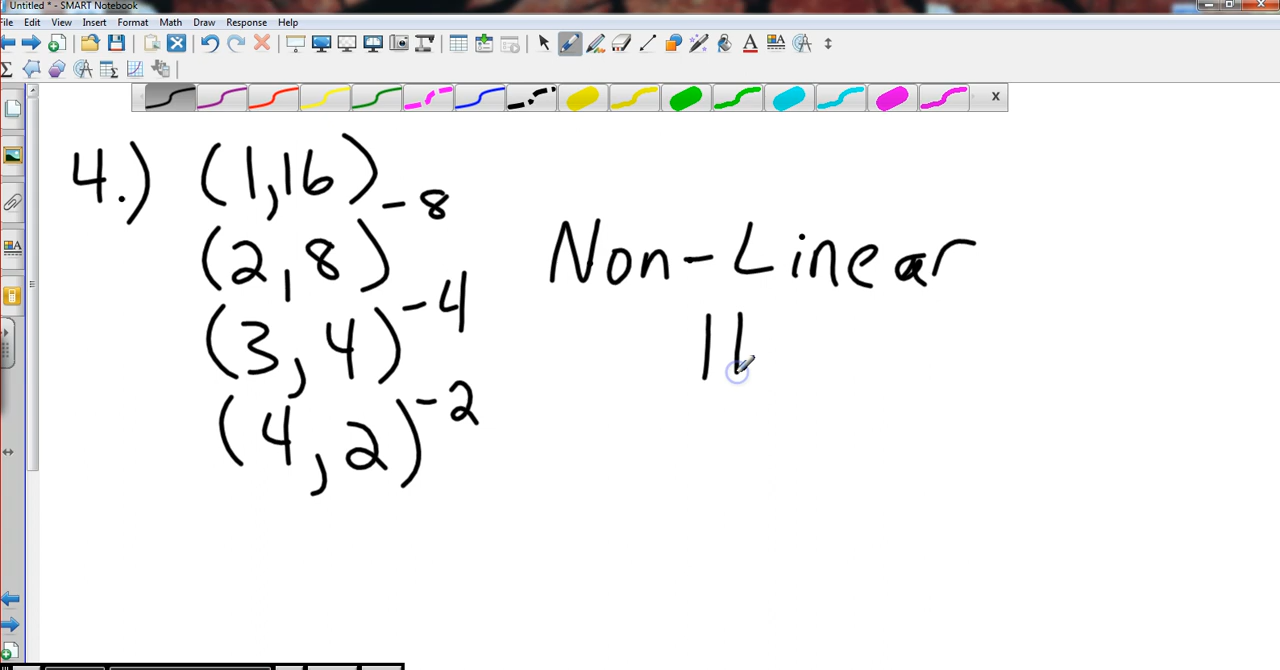 Untitled * - SMART Notebook
File Edit View Insert Format Math Draw Response Help
4.) (1,16)
-8
(2,8)
-4
(3,4)
-2
(4,2)
Non-Linear